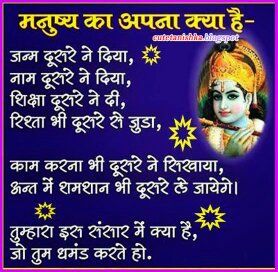 मनुष्य का अपना क्या है-
cutetanishka.blogspot
जन्म दूसरे ने दिया,
नाम दूसरे ने दिया,
शिक्षा दूसरे ने दी,
रिश्ता भी दूसरे से जुडा,
काम करना भी दूसरे ने सिखाया,
अन्त में शमशान भी दूसरे ले जायेगे।
तुम्हारा इस संसार में क्या है,
जो तुम घमंड करते हो.